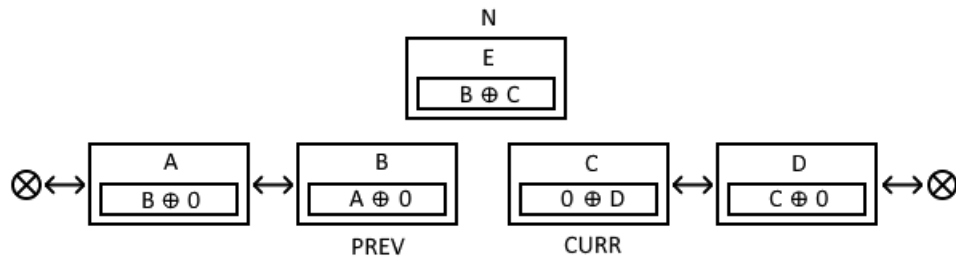 N
E
B ⊕ C
A B C D
B ⊕ 0 A ⊕ 0 0 ⊕ D C ⊕ 0
PREV CURR